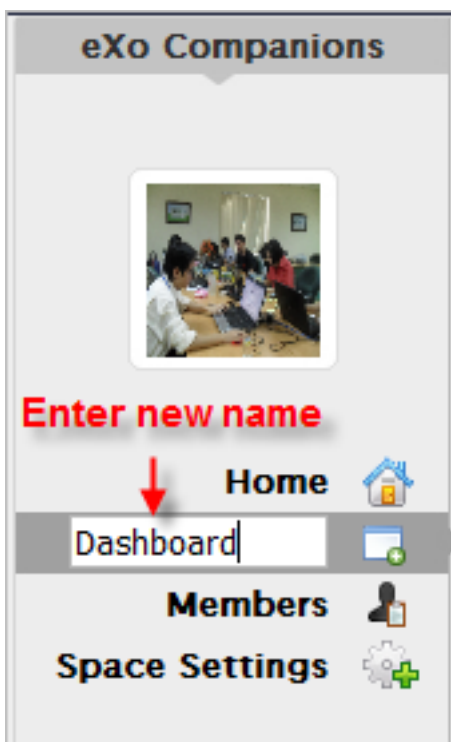 eXo Companions
Enter new name
Home
Dashboard
Members
Space Settings